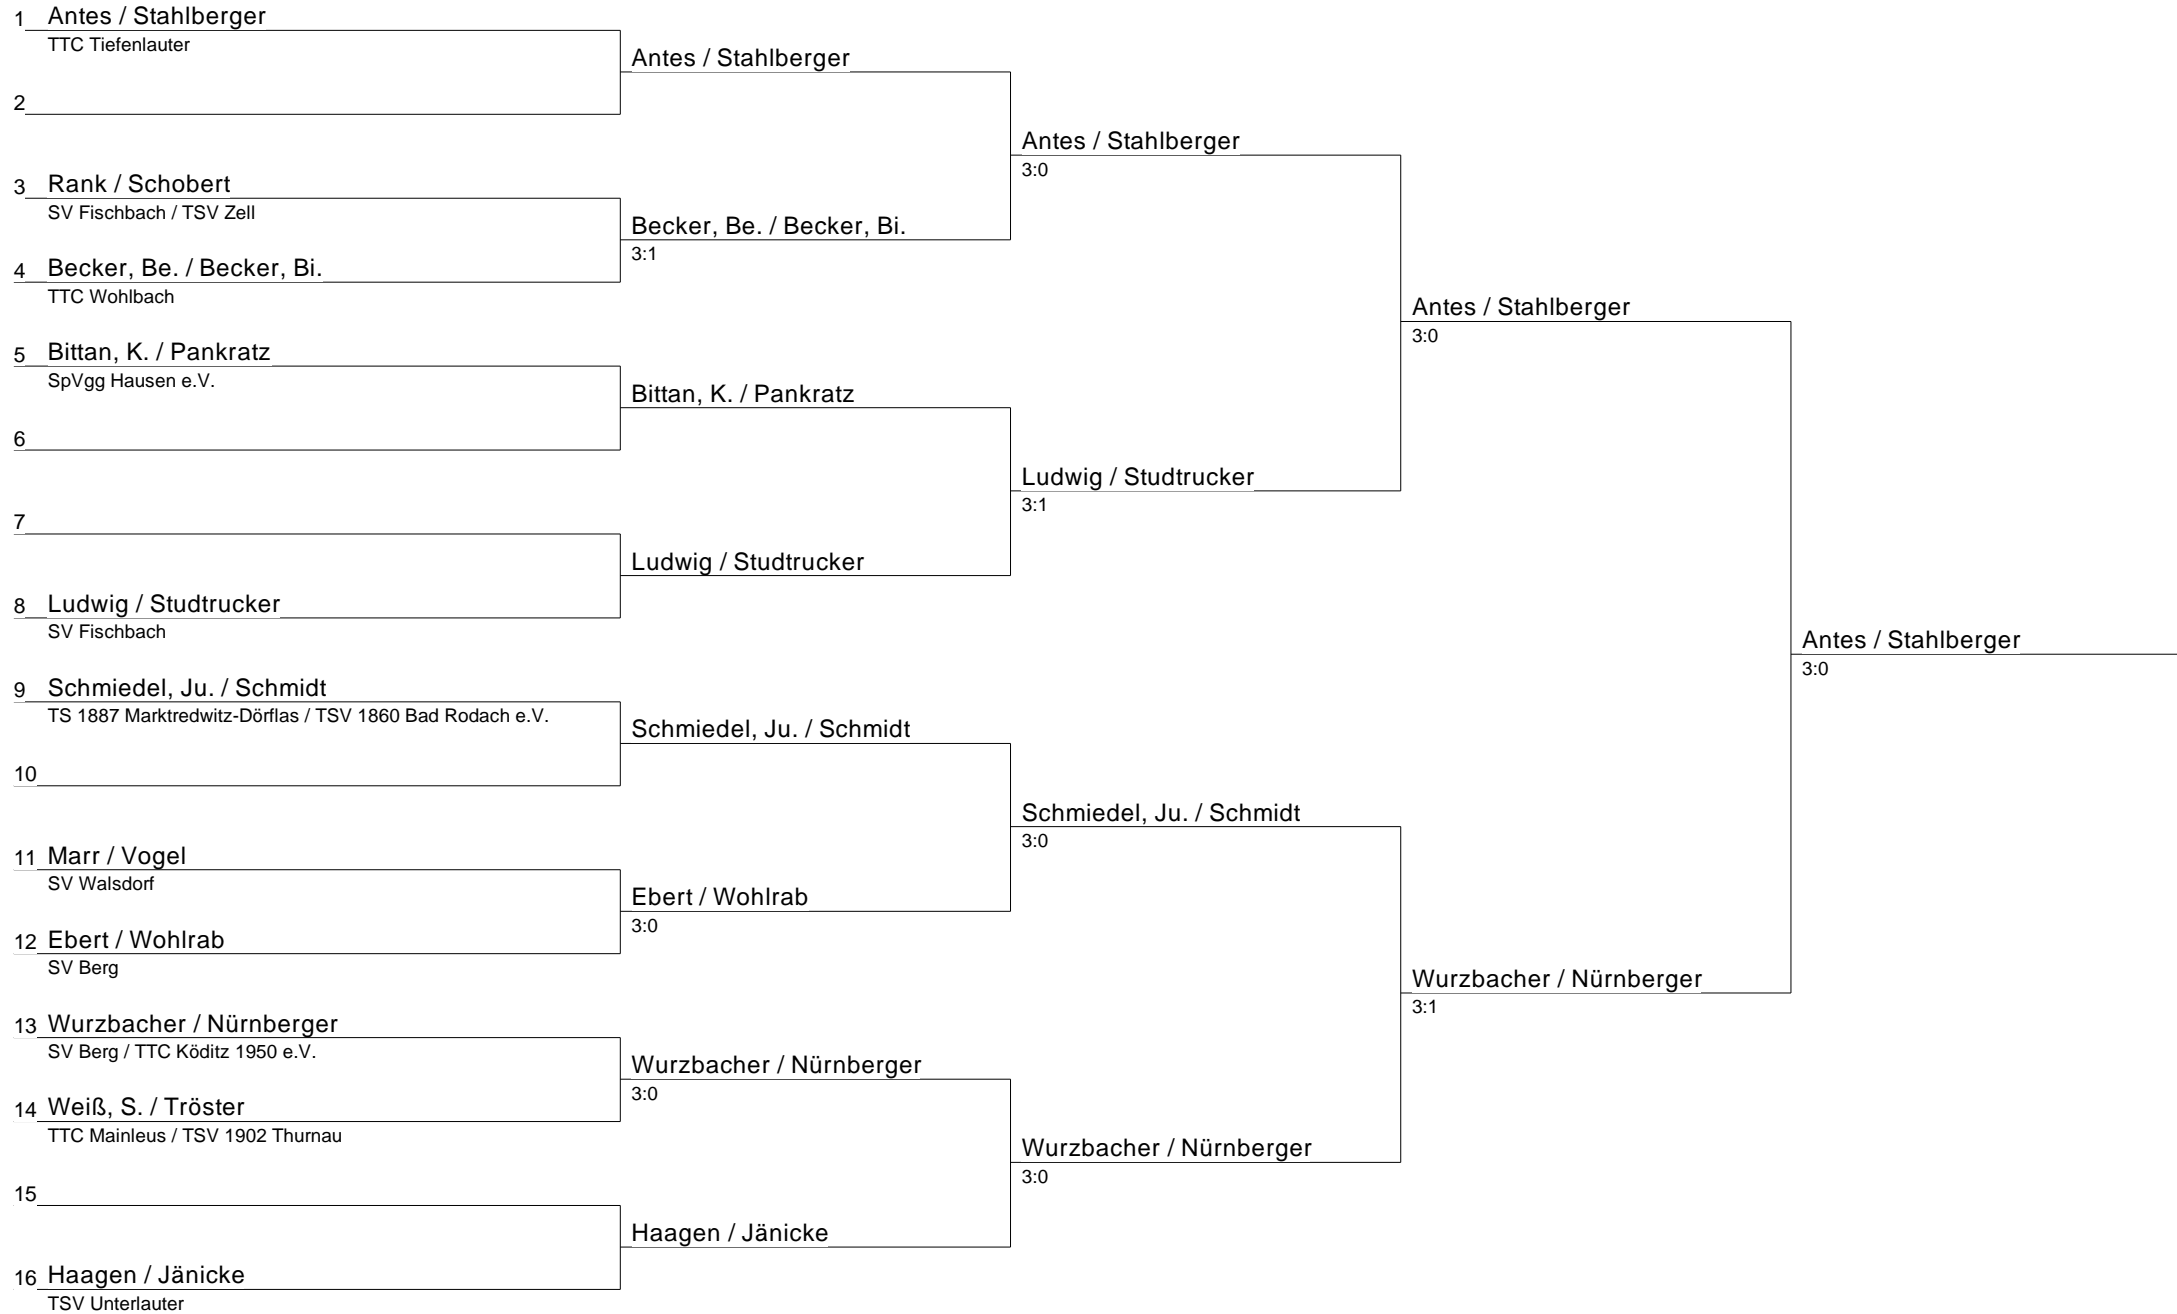 1 Antes / Stahlberger
TTC Tiefenlauter
Antes / Stahlberger
2
Antes / Stahlberger
3:0
3 Rank / Schobert
SV Fischbach / TSV Zell
Becker, Be. / Becker, Bi.
3:1
4 Becker, Be. / Becker, Bi.
TTC Wohlbach
Antes / Stahlberger
3:0
5 Bittan, K. / Pankratz
SpVgg Hausen e.V.
Bittan, K. / Pankratz
6
Ludwig / Studtrucker
3:1
7
Ludwig / Studtrucker
8 Ludwig / Studtrucker
SV Fischbach
Antes / Stahlberger
3:0
9 Schmiedel, Ju. / Schmidt
TS 1887 Marktredwitz-Dörflas / TSV 1860 Bad Rodach e.V.
Schmiedel, Ju. / Schmidt
10
Schmiedel, Ju. / Schmidt
3:0
11 Marr / Vogel
SV Walsdorf
Ebert / Wohlrab
3:0
12 Ebert / Wohlrab
SV Berg
Wurzbacher / Nürnberger
3:1
13 Wurzbacher / Nürnberger
SV Berg / TTC Köditz 1950 e.V.
Wurzbacher / Nürnberger
3:0
14 Weiß, S. / Tröster
TTC Mainleus / TSV 1902 Thurnau
Wurzbacher / Nürnberger
3:0
15
Haagen / Jänicke
16 Haagen / Jänicke
TSV Unterlauter